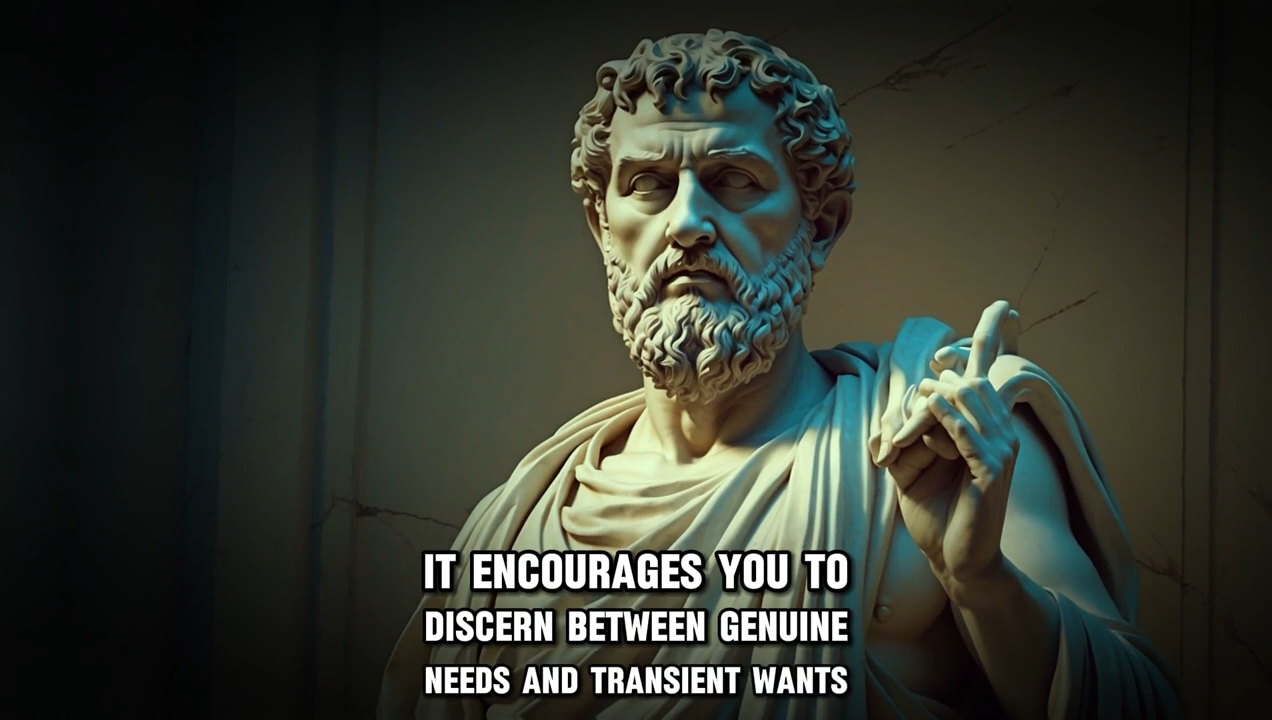 IT ENCOURAGES YOU TO
DISCERN BETWEEN GENUINE
NEEDS AND TRANSIENT WANTS